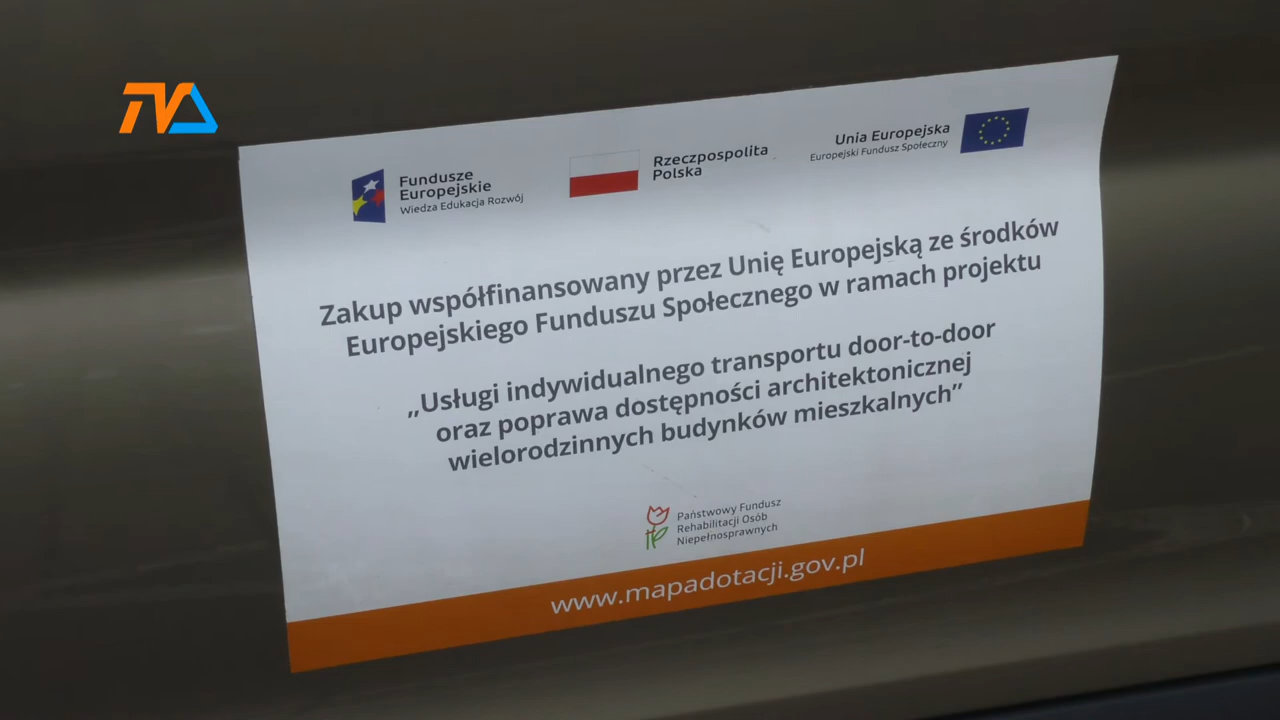 TVA
Fundusze
Europejskie
Wiedza Edukacja Rozwój
Rzeczpospolita
Polska
Unia Europejska
Europejski Fundusz Społeczny
Zakup współfinansowany przez Unię Europejską ze środków
Europejskiego Funduszu Społecznego w ramach projektu
„Usługi indywidualnego transportu door-to-door
oraz poprawa dostępności architektonicznej
wielorodzinnych budynków mieszkalnych”
Państwowy Fundusz
Rehabilitacji Osób
Niepełnosprawnych
www.mapadotacji.gov.pl